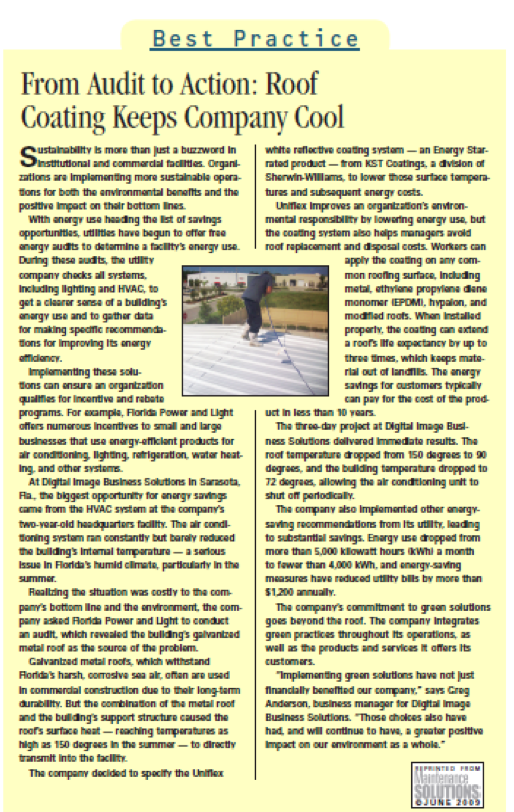 Best Practice
From Audit to Action: Roof
Coating Keeps Company Cool
Sustainability is more than just a buzzword in
institutional and commercial facilities. Organi-
zations are implementing more sustainable opera-
tions for both the environmental benefits and the
positive impact on their bottom lines.
With energy use heading the list of savings
opportunities, utilities have begun to offer free
energy audits to determine a facility's energy use.
During these audits, the utility
company checks all systems,
including lighting and HVAC, to
get a clearer sense of a building's
energy use and to gather data
for making specific recommenda-
tions for improving its energy
efficiency.
Implementing these solu-
tions can ensure an organization
qualifies for incentive and rebate
programs. For example, Florida Power and Light
offers numerous incentives to small and large
businesses that use energy-efficient products for
air conditioning, lighting, refrigeration, water heat-
ing, and other systems.
At Digital Image Business Solutions in Sarasota,
Fla., the biggest opportunity for energy savings
came from the HVAC system at the company's
two-year-old headquarters facility. The air condi-
tioning system ran constantly but barely reduced
the building's internal temperature — a serious
issue in Florida's humid climate, particularly in the
summer.
Realizing the situation was costly to the com-
pany's bottom line and the environment, the com-
pany asked Florida Power and Light to conduct
an audit, which revealed the building's galvanized
metal roof as the source of the problem.
Galvanized metal roofs, which withstand
Florida's harsh, corrosive sea air, often are used
in commercial construction due to their long-term
durability. But the combination of the metal roof
and the building's support structure caused the
roof's surface heat — reaching temperatures as
high as 150 degrees in the summer — to directly
transmit into the facility.
The company decided to specify the Uniflex
white reflective coating system — an Energy Star-
rated product — from KST Coatings, a division of
Sherwin-Williams, to lower those surface tempera-
tures and subsequent energy costs.
Uniflex improves an organization's environ-
mental responsibility by lowering energy use, but
the coating system also helps managers avoid
roof replacement and disposal costs. Workers can
apply the coating on any com-
mon roofing surface, including
metal, ethylene propylene diene
monomer (EPDM), hypalon, and
modified roofs. When installed
properly, the coating can extend
a roof's life expectancy by up to
three times, which keeps mate-
rial out of landfills. The energy
savings for customers typically
can pay for the cost of the prod-
uct in less than 10 years.
The three-day project at Digital Image Busi-
ness Solutions delivered immediate results. The
roof temperature dropped from 150 degrees to 90
degrees, and the building temperature dropped to
72 degrees, allowing the air conditioning unit to
shut off periodically.
The company also implemented other energy-
saving recommendations from its utility, leading
to substantial savings. Energy use dropped from
more than 5,000 kilowatt hours (kWh) a month
to fewer than 4,000 kWh, and energy-saving
measures have reduced utility bills by more than
$1,200 annually.
The company's commitment to green solutions
goes beyond the roof. The company integrates
green practices throughout its operations, as
well as the products and services it offers its
customers.
"Implementing green solutions have not just
financially benefited our company," says Greg
Anderson, business manager for Digital Image
Business Solutions. "Those choices also have
had, and will continue to have, a greater positive
impact on our environment as a whole."
REPRINTED FROM
Maintenance
SOLUTIONS
©JUNE 2009